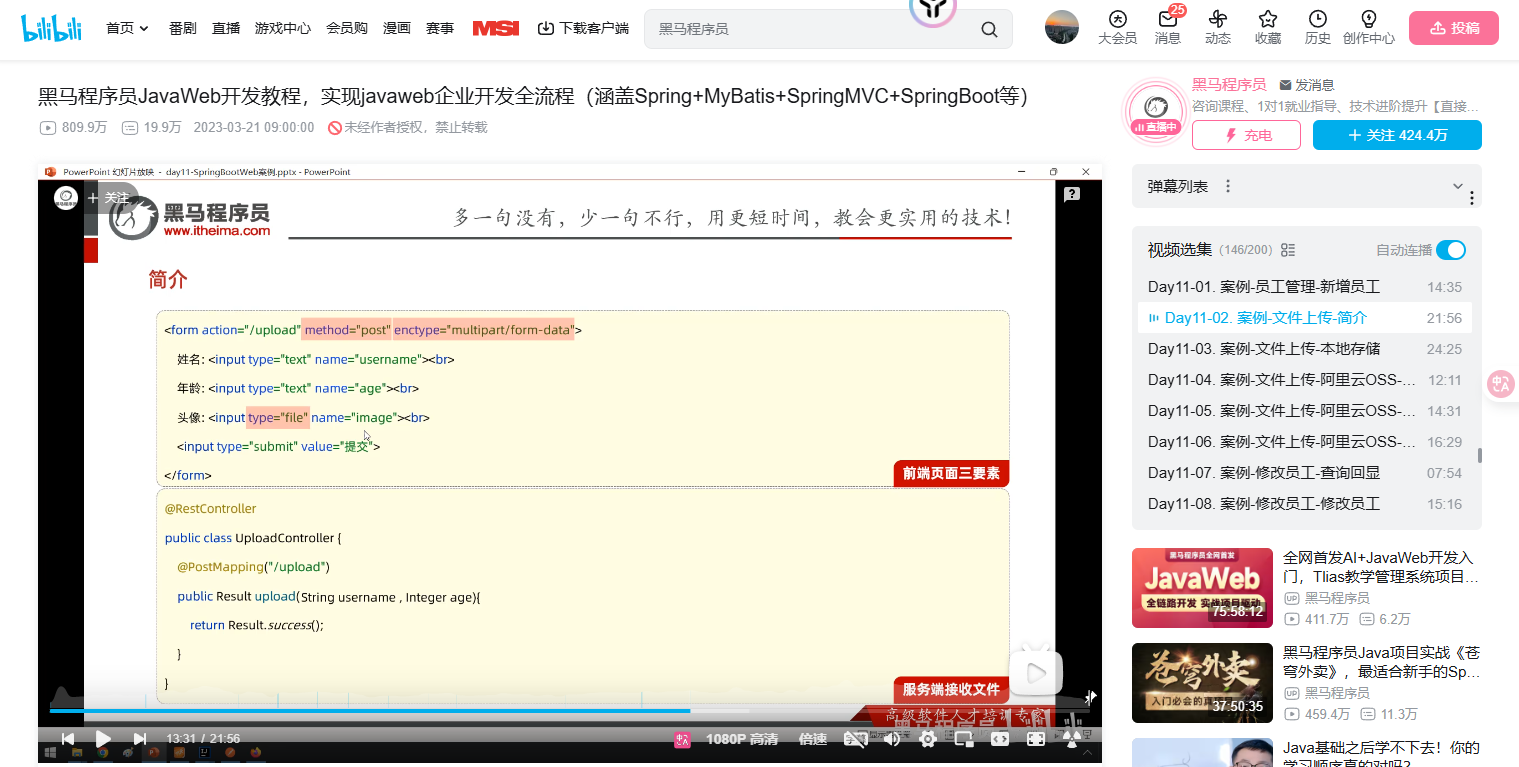 bilibili 首页 番剧 直播 游戏中心 会员购 漫画 赛事 MSI 下载客户端 黑马程序员 大会员 25 消息 动态 收藏 历史 创作中心 投稿
黑马程序员JavaWeb开发教程，实现javaweb企业开发全流程（涵盖Spring+MyBatis+SpringMVC+SpringBoot等）
809.9万 19.9万 2023-03-21 09:00:00 未经作者授权，禁止转载
PowerPoint 幻灯片放映 - day11-SpringBootWeb案例.pptx - PowerPoint
+ 关注
黑马程序员
www.itheima.com
多一句没有，少一句不行，用更短时间，教会更实用的技术！
简介
<form action="/upload" method="post" enctype="multipart/form-data">
姓名: <input type="text" name="username"><br>
年龄: <input type="text" name="age"><br>
头像: <input type="file" name="image"><br>
<input type="submit" value="提交">
</form>
前端页面三要素
@RestController
public class UploadController {
@PostMapping("/upload")
public Result upload(String username , Integer age){
return Result.success();
}
}
服务端接收文件
高级软件人才培训专家
13:31 / 21:56 1080P 高清 倍速
黑马程序员 发消息
咨询课程、1对1就业指导、技术进阶提升【直接...
直播中
充电 + 关注 424.4万
弹幕列表
视频选集 (146/200) 自动连播
Day11-01. 案例-员工管理-新增员工 14:35
Day11-02. 案例-文件上传-简介 21:56
Day11-03. 案例-文件上传-本地存储 24:25
Day11-04. 案例-文件上传-阿里云OSS-... 12:11
Day11-05. 案例-文件上传-阿里云OSS-... 14:31
Day11-06. 案例-文件上传-阿里云OSS-... 16:29
Day11-07. 案例-修改员工-查询回显 07:54
Day11-08. 案例-修改员工-修改员工 15:16
黑马程序员全网首发
JavaWeb
全链路开发 实战项目驱动
75:58:12
全网首发AI+JavaWeb开发入
门，Tlias教学管理系统项目...
UP 黑马程序员
411.7万 6.2万
苍穹外卖
37:50:35
黑马程序员Java项目实战《苍
穹外卖》，最适合新手的Sp...
UP 黑马程序员
459.4万 11.3万
Java基础之后学不下去！你的
学习顺序真的对吗？